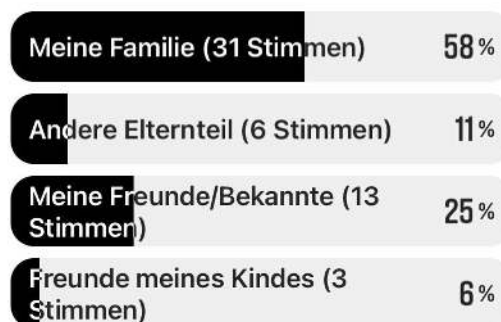 Meine Familie (31 Stimmen) 58 %
Andere Elternteil (6 Stimmen) 11 %
Meine Freunde/Bekannte (13
Stimmen) 25 %
Freunde meines Kindes (3
Stimmen) 6 %